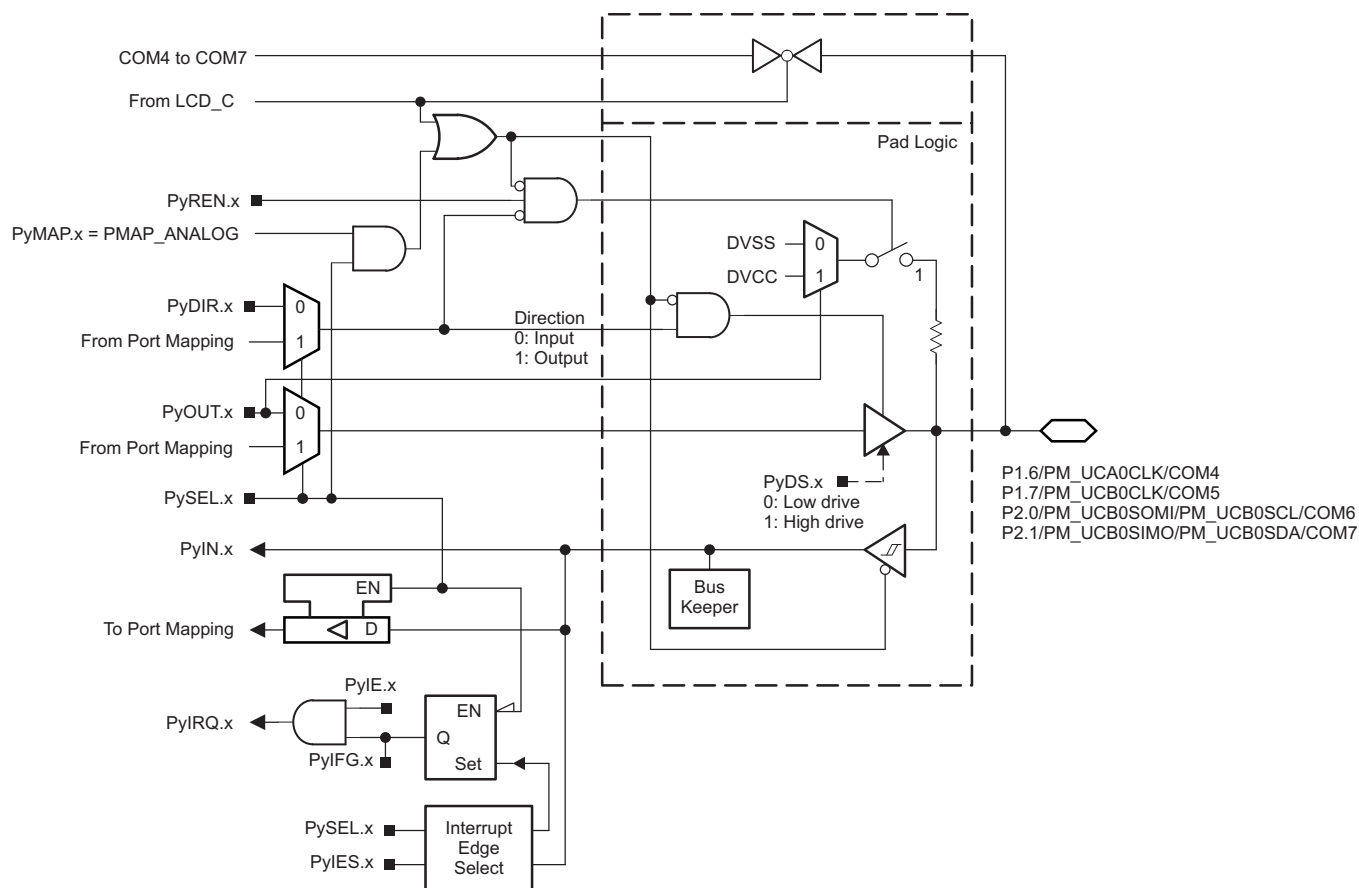 COM4 to COM7
From LCD_C
Pad Logic
PyREN.x
PyMAP.x = PMAP_ANALOG
DVSS
0
DVCC
1
1
PyDIR.x
0
From Port Mapping
1
Direction
0: Input
1: Output
PyOUT.x
0
From Port Mapping
1
PyDS.x
0: Low drive
1: High drive
P1.6/PM_UCA0CLK/COM4
P1.7/PM_UCB0CLK/COM5
P2.0/PM_UCB0SOMI/PM_UCB0SCL/COM6
P2.1/PM_UCB0SIMO/PM_UCB0SDA/COM7
PySEL.x
PyIN.x
EN
Bus
Keeper
To Port Mapping
D
PyIE.x
PyIRQ.x
EN
Q
PyIFG.x
Set
PySEL.x
PyIES.x
Interrupt
Edge
Select